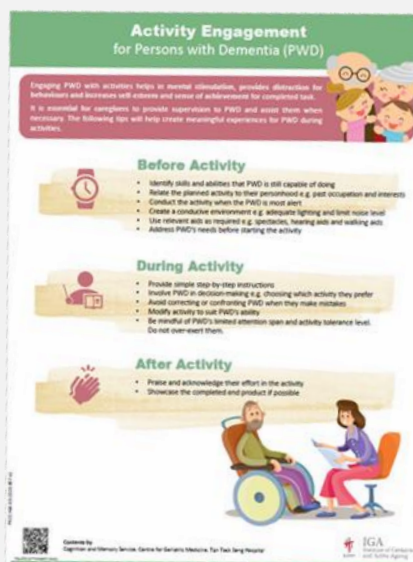 Activity Engagement
for Persons with Dementia (PWD)
Engaging PWD with activities helps in mental stimulation, provides distraction for
behaviours and increases self-esteem and sense of achievement for completed task.
It is essential for caregivers to provide supervision to PWD and assist them when
necessary. The following tips will help create meaningful experiences for PWD during
activities.
Before Activity
• Identify skills and abilities that PWD is still capable of doing
• Relate the planned activity to their personhood e.g. past occupation and interests
• Conduct the activity when the PWD is most alert
• Create a conducive environment e.g. adequate lighting and limit noise level
• Use relevant aids as required e.g. spectacles, hearing aids and walking aids
• Address PWD's needs before starting the activity
During Activity
• Provide simple step-by-step instructions
• Involve PWD in decision-making e.g. choosing which activity they prefer
• Avoid correcting or confronting PWD when they make mistakes
• Modify activity to suit PWD's ability
• Be mindful of PWD's limited attention span and activity tolerance level.
Do not over-exert them.
After Activity
• Praise and acknowledge their effort in the activity
• Showcase the completed end product if possible
Contents by
Cognition and Memory Service, Centre for Geriatric Medicine, Tan Tock Seng Hospital
IGA
Institute of Geriatrics
and Active Ageing